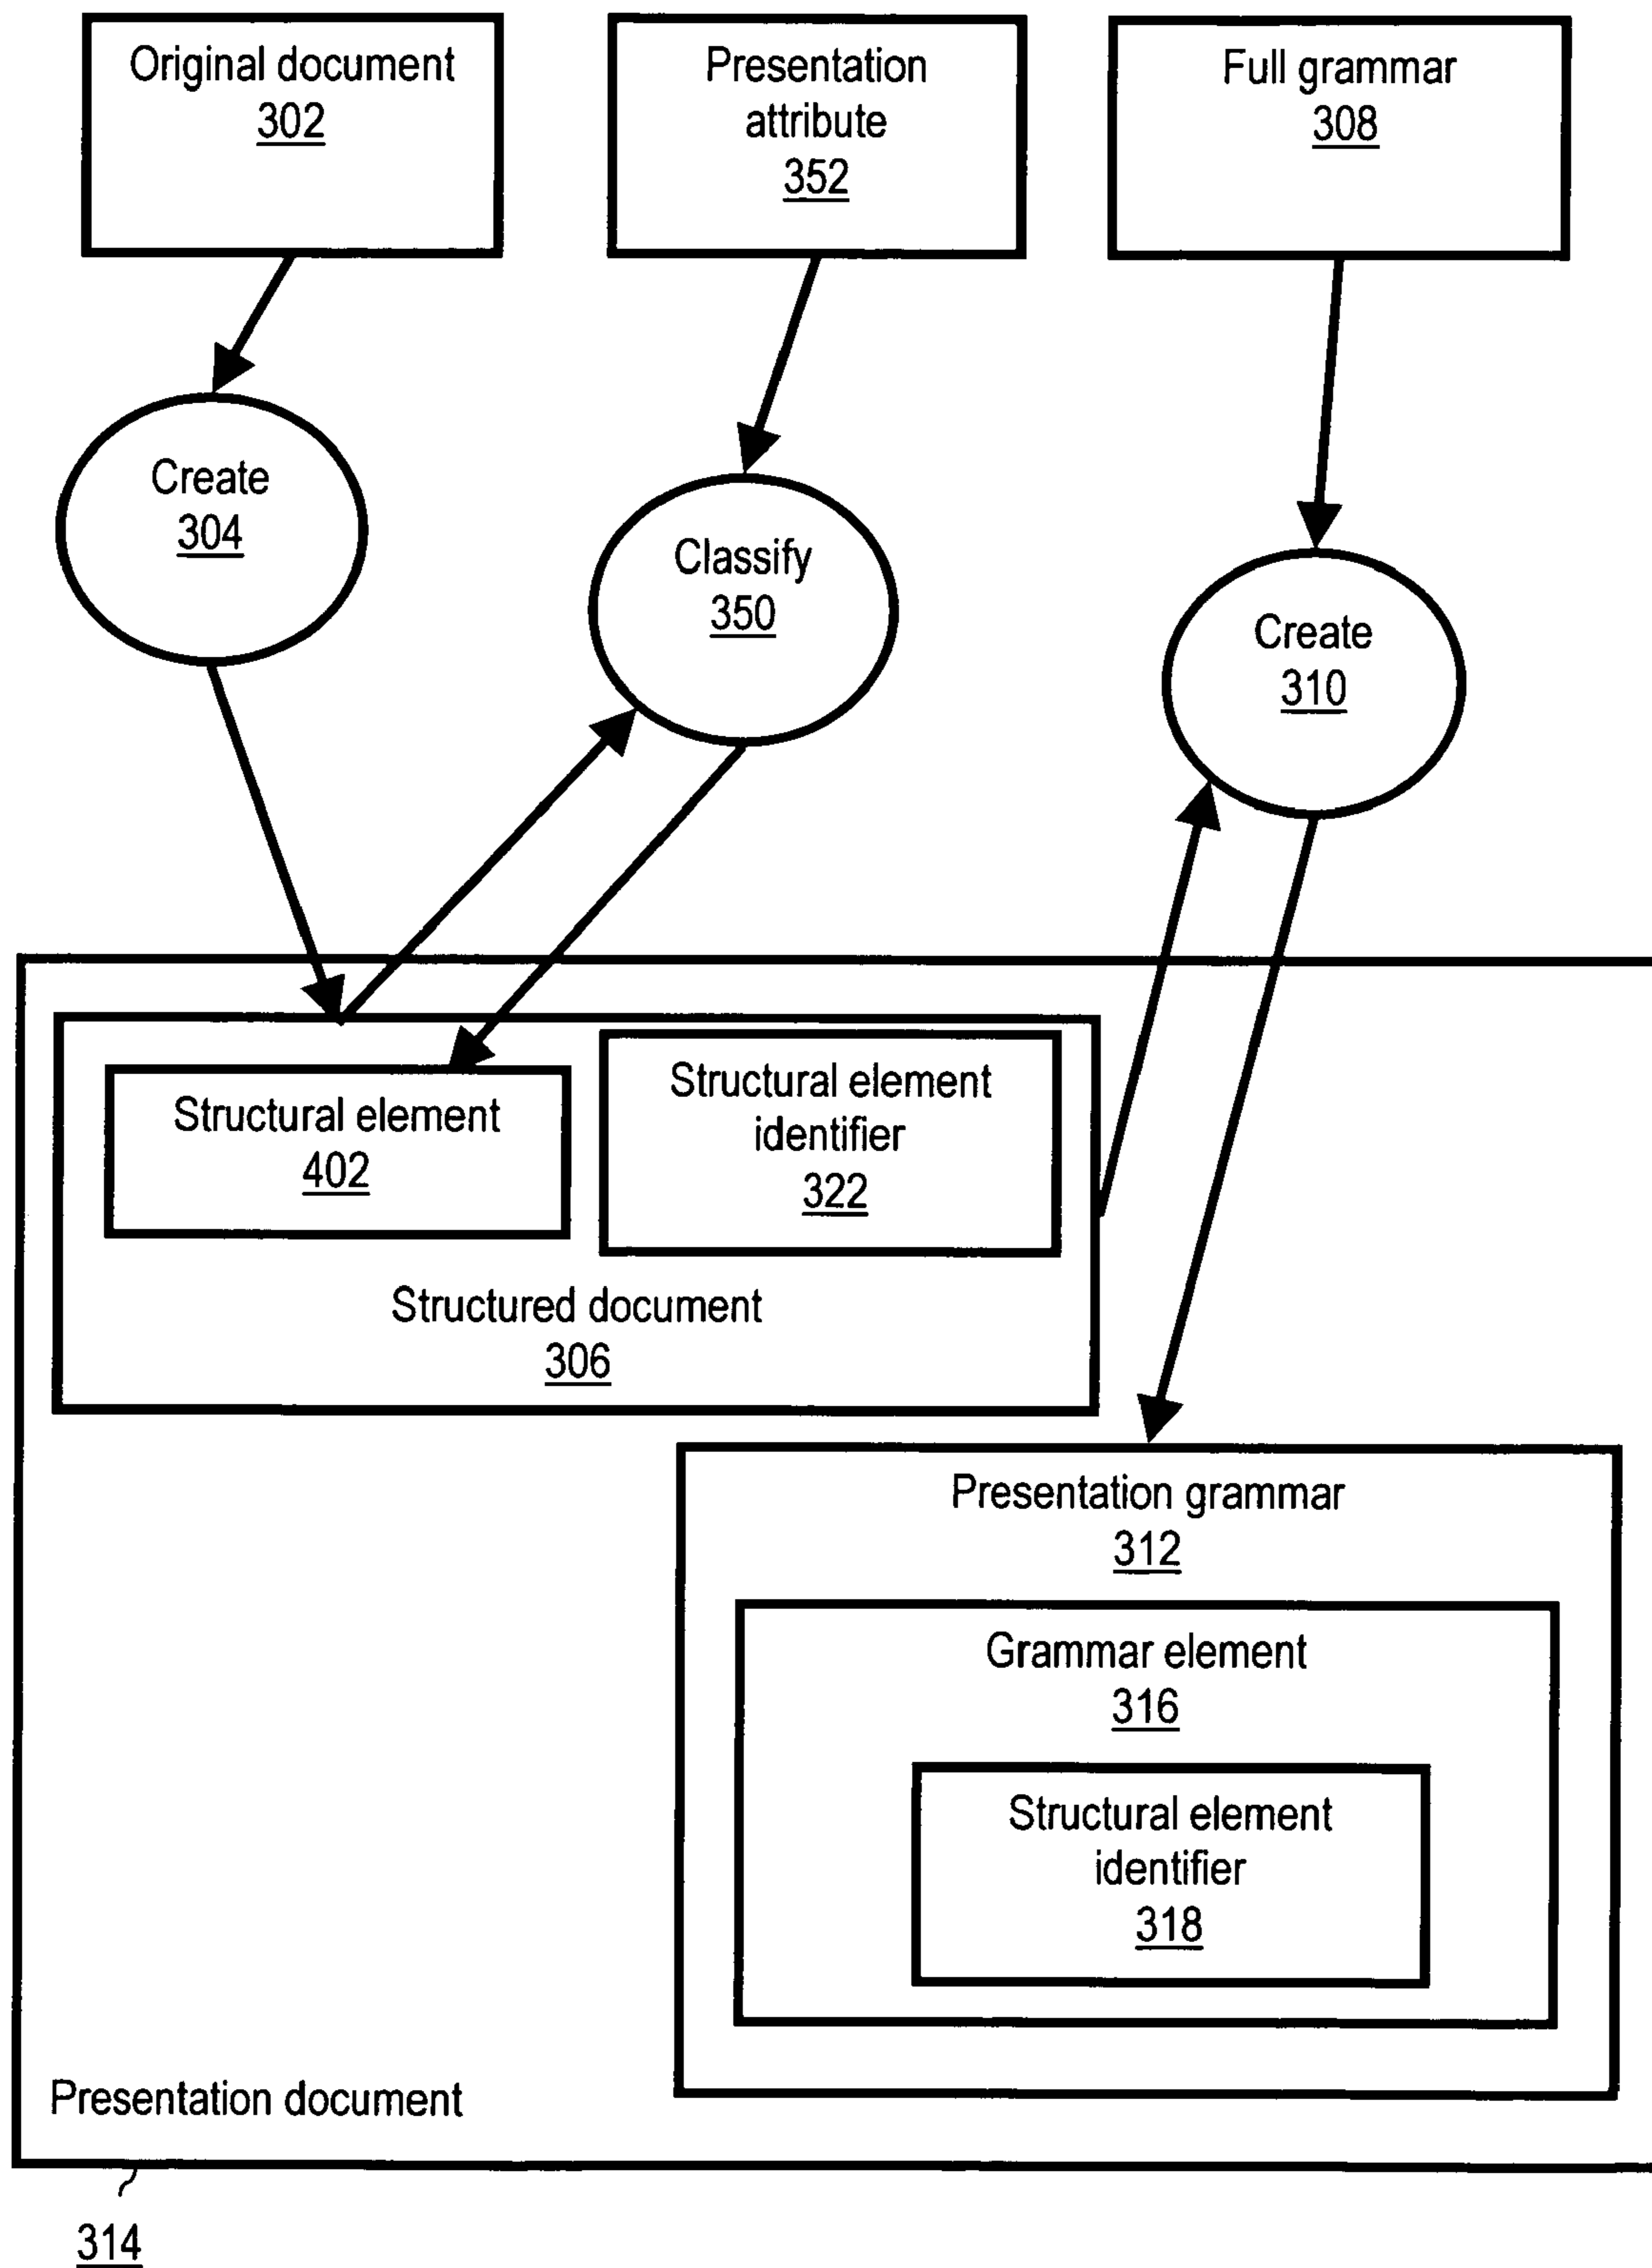 Original document
302
Presentation
attribute
352
Full grammar
308
Create
304
Classify
350
Create
310
Structural element
402
Structural element
identifier
322
Structured document
306
Presentation grammar
312
Grammar element
316
Structural element
identifier
318
Presentation document
314